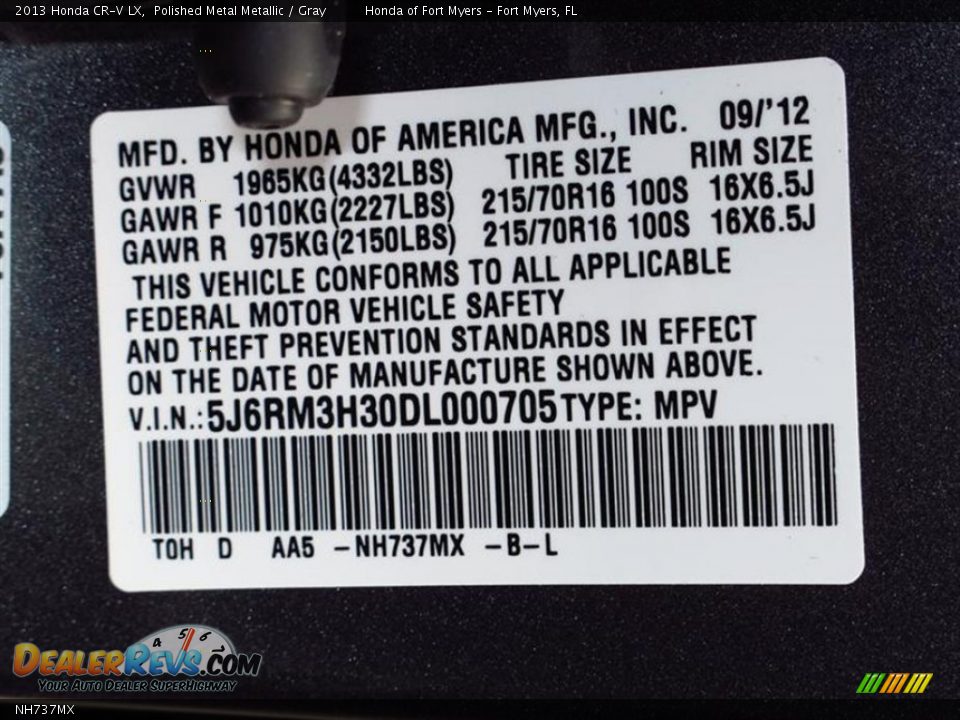 2013 Honda CR-V LX, Polished Metal Metallic / Gray Honda of Fort Myers - Fort Myers, FL
MFD. BY HONDA OF AMERICA MFG., INC. 09/'12
GVWR 1965KG(4332LBS) TIRE SIZE RIM SIZE
GAWR F 1010KG(2227LBS) 215/70R16 100S 16X6.5J
GAWR R 975KG(2150LBS) 215/70R16 100S 16X6.5J
THIS VEHICLE CONFORMS TO ALL APPLICABLE
FEDERAL MOTOR VEHICLE SAFETY
AND THEFT PREVENTION STANDARDS IN EFFECT
ON THE DATE OF MANUFACTURE SHOWN ABOVE.
V.I.N.:5J6RM3H30DL000705 TYPE: MPV
TOH D AA5 -NH737MX -B-L
4 5 6
DEALERREVS.COM
YOUR AUTO DEALER SUPERHIGHWAY
NH737MX